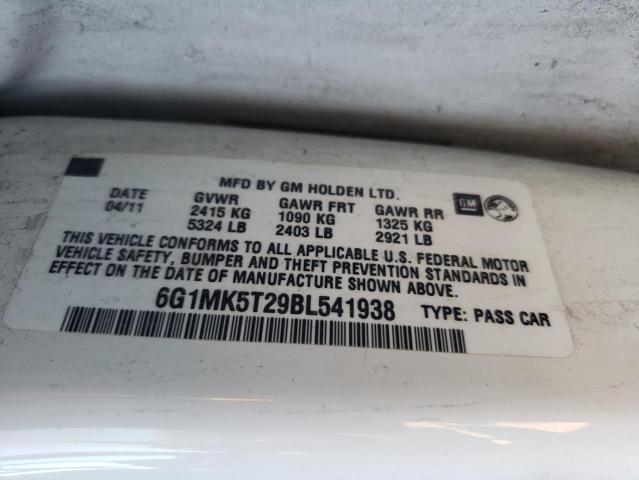 MFD BY GM HOLDEN LTD.
DATE GVWR GAWR FRT GAWR RR GM
04/11 2415 KG 1090 KG 1325 KG
5324 LB 2403 LB 2921 LB
THIS VEHICLE CONFORMS TO ALL APPLICABLE U.S. FEDERAL MOTOR
VEHICLE SAFETY, BUMPER AND THEFT PREVENTION STANDARDS IN
EFFECT ON THE DATE OF MANUFACTURE SHOWN ABOVE.
6G1MK5T29BL541938 TYPE: PASS CAR